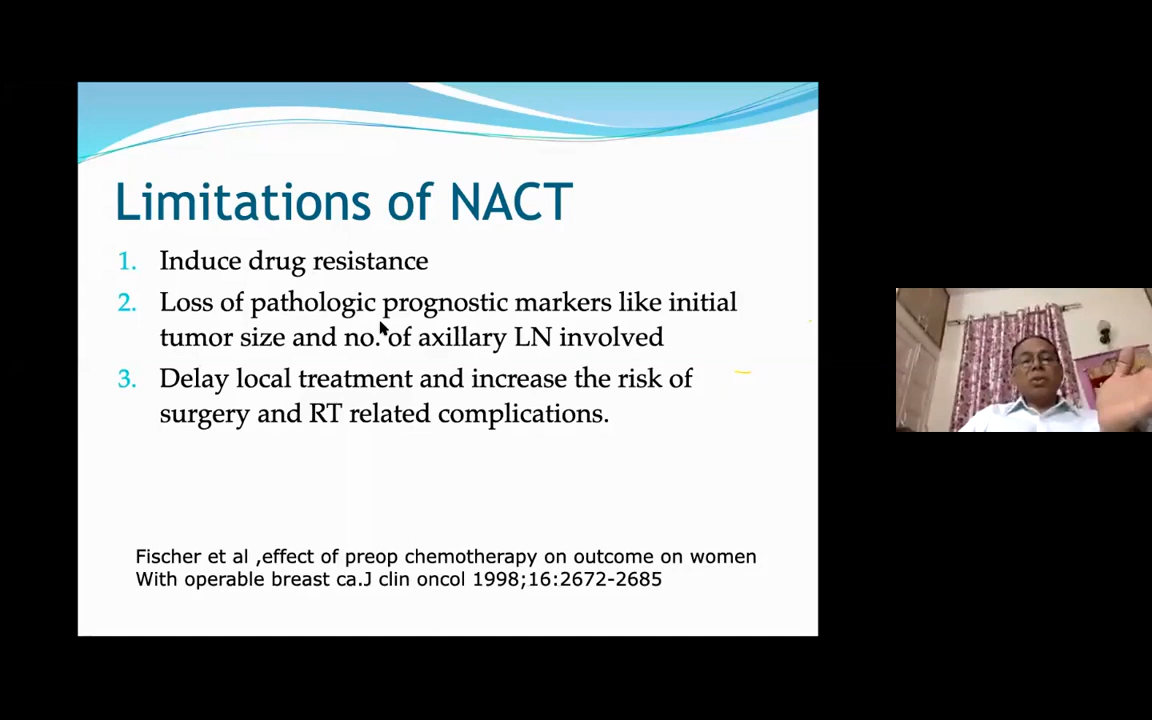 Limitations of NACT
1. Induce drug resistance
2. Loss of pathologic prognostic markers like initial
tumor size and no. of axillary LN involved
3. Delay local treatment and increase the risk of
surgery and RT related complications.
Fischer et al ,effect of preop chemotherapy on outcome on women
With operable breast ca.J clin oncol 1998;16:2672-2685